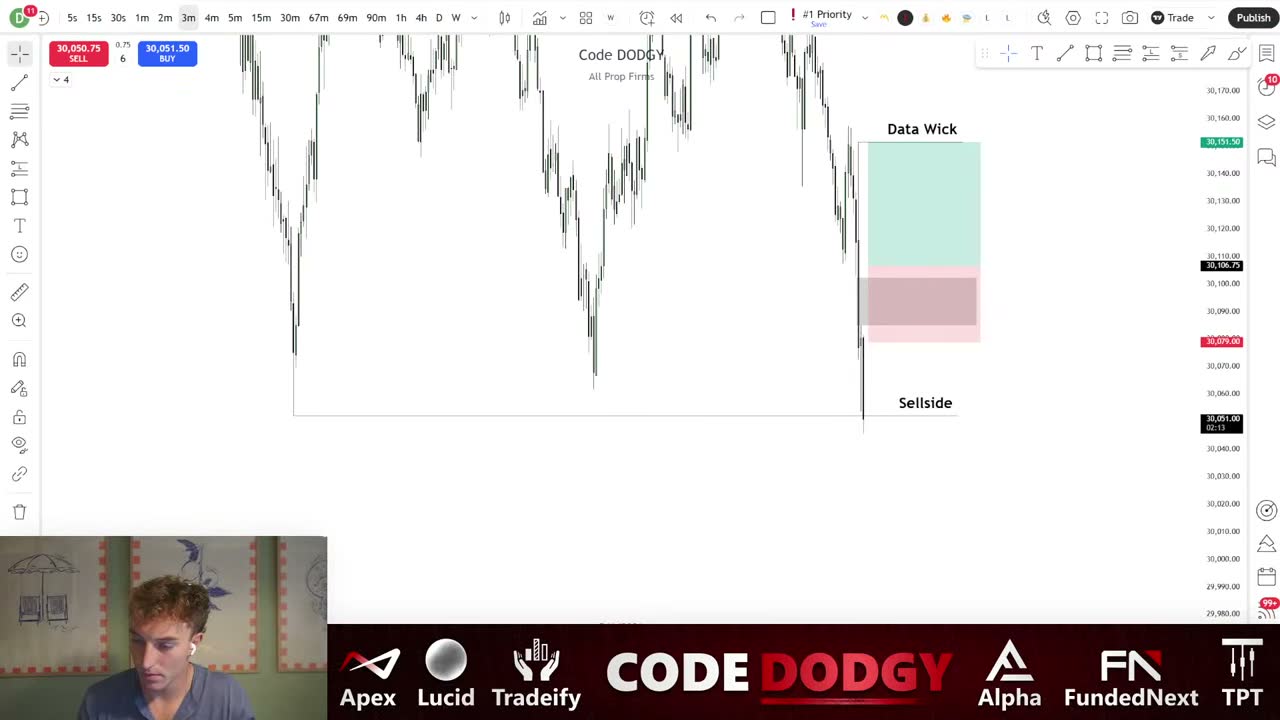 D 11 5s 15s 30s 1m 2m 3m 4m 5m 15m 30m 67m 69m 90m 1h 4h D W W #1 Priority Save L L Trade Publish
30,050.75 SELL 0.75 6 30,051.50 BUY
4
Code DODGY
All Prop Firms
T
10
T
99+
30,170.00
30,160.00
30,151.50
30,140.00
30,130.00
30,120.00
30,110.00
30,106.75
30,100.00
30,090.00
30,079.00
30,070.00
30,060.00
30,051.00
02:13
30,040.00
30,030.00
30,020.00
30,010.00
30,000.00
29,990.00
29,980.00
Data Wick
Sellside
Apex Lucid Tradeify CODE DODGY Alpha FN FundedNext TPT